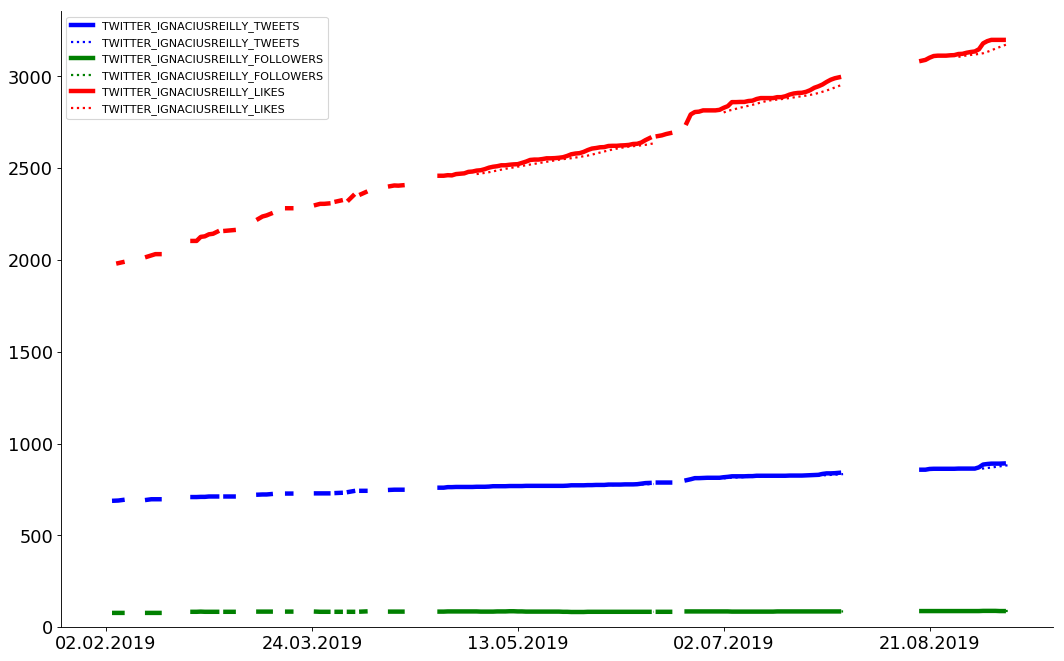 TWITTER_IGNACIUSREILLY_TWEETS
TWITTER_IGNACIUSREILLY_TWEETS
TWITTER_IGNACIUSREILLY_FOLLOWERS
TWITTER_IGNACIUSREILLY_FOLLOWERS
TWITTER_IGNACIUSREILLY_LIKES
TWITTER_IGNACIUSREILLY_LIKES
3000
2500
2000
1500
1000
500
0
02.02.2019 24.03.2019 13.05.2019 02.07.2019 21.08.2019